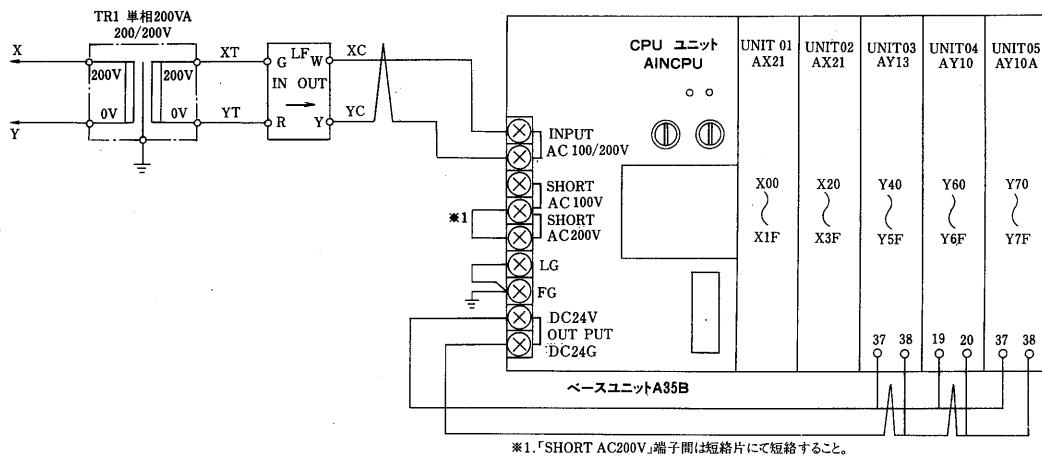 TR1 単相200VA
200/200V
X
200V
0V
Y
200V
0V
XT
YT
G LF W
IN OUT
R Y
XC
YC
CPU ユニット
AINCPU
INPUT
AC 100/200V
SHORT
AC100V
SHORT
AC200V
※1
LG
FG
DC24V
OUT PUT
DC24G
UNIT 01
AX21
X00
X1F
UNIT02
AX21
X20
X3F
UNIT03
AY13
Y40
Y5F
37 38
UNIT04
AY10
Y60
Y6F
19 20
UNIT05
AY10A
Y70
Y7F
37 38
ベースユニットA35B
※1.「SHORT AC200V」端子間は短絡片にて短絡すること。